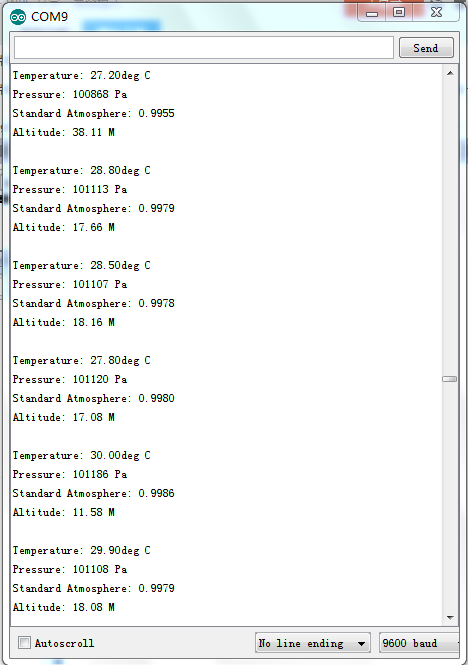 COM9
Send
Temperature: 27.20deg C
Pressure: 100868 Pa
Standard Atmosphere: 0.9955
Altitude: 38.11 M
Temperature: 28.80deg C
Pressure: 101113 Pa
Standard Atmosphere: 0.9979
Altitude: 17.66 M
Temperature: 28.50deg C
Pressure: 101107 Pa
Standard Atmosphere: 0.9978
Altitude: 18.16 M
Temperature: 27.80deg C
Pressure: 101120 Pa
Standard Atmosphere: 0.9980
Altitude: 17.08 M
Temperature: 30.00deg C
Pressure: 101186 Pa
Standard Atmosphere: 0.9986
Altitude: 11.58 M
Temperature: 29.90deg C
Pressure: 101108 Pa
Standard Atmosphere: 0.9979
Altitude: 18.08 M
Autoscroll No line ending 9600 baud